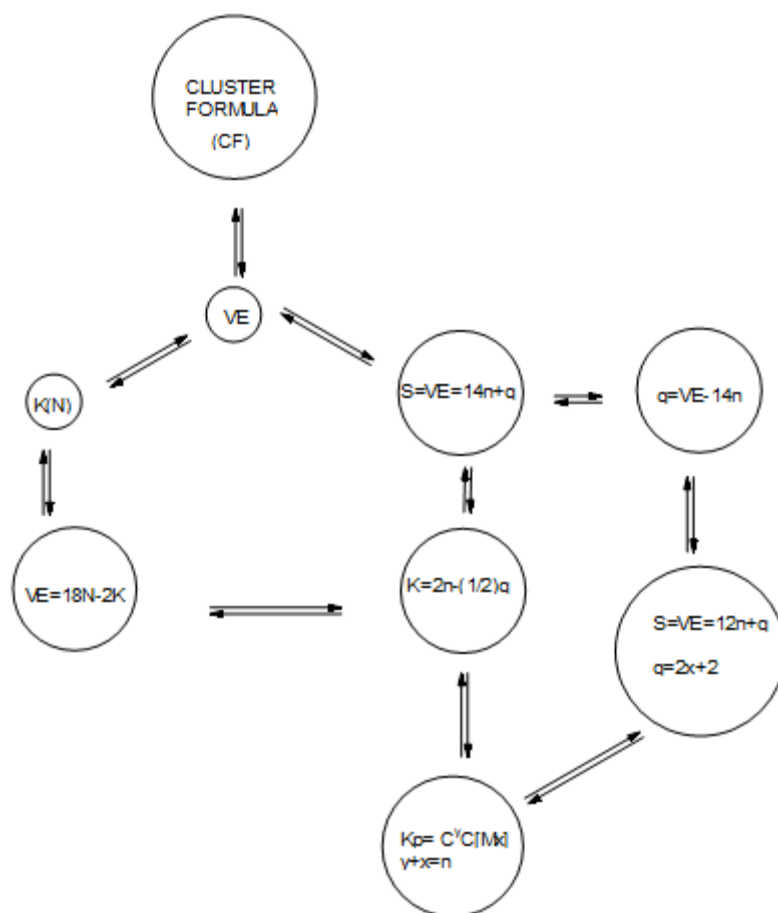 CLUSTER
FORMULA
(CF)
VE
K(N)
S=VE=14n+q
q=VE-14n
VE=18N-2K
K=2n-(1/2)q
S=VE=12n+q
q=2x+2
Kp= CʸC[Mx]
y+x=n